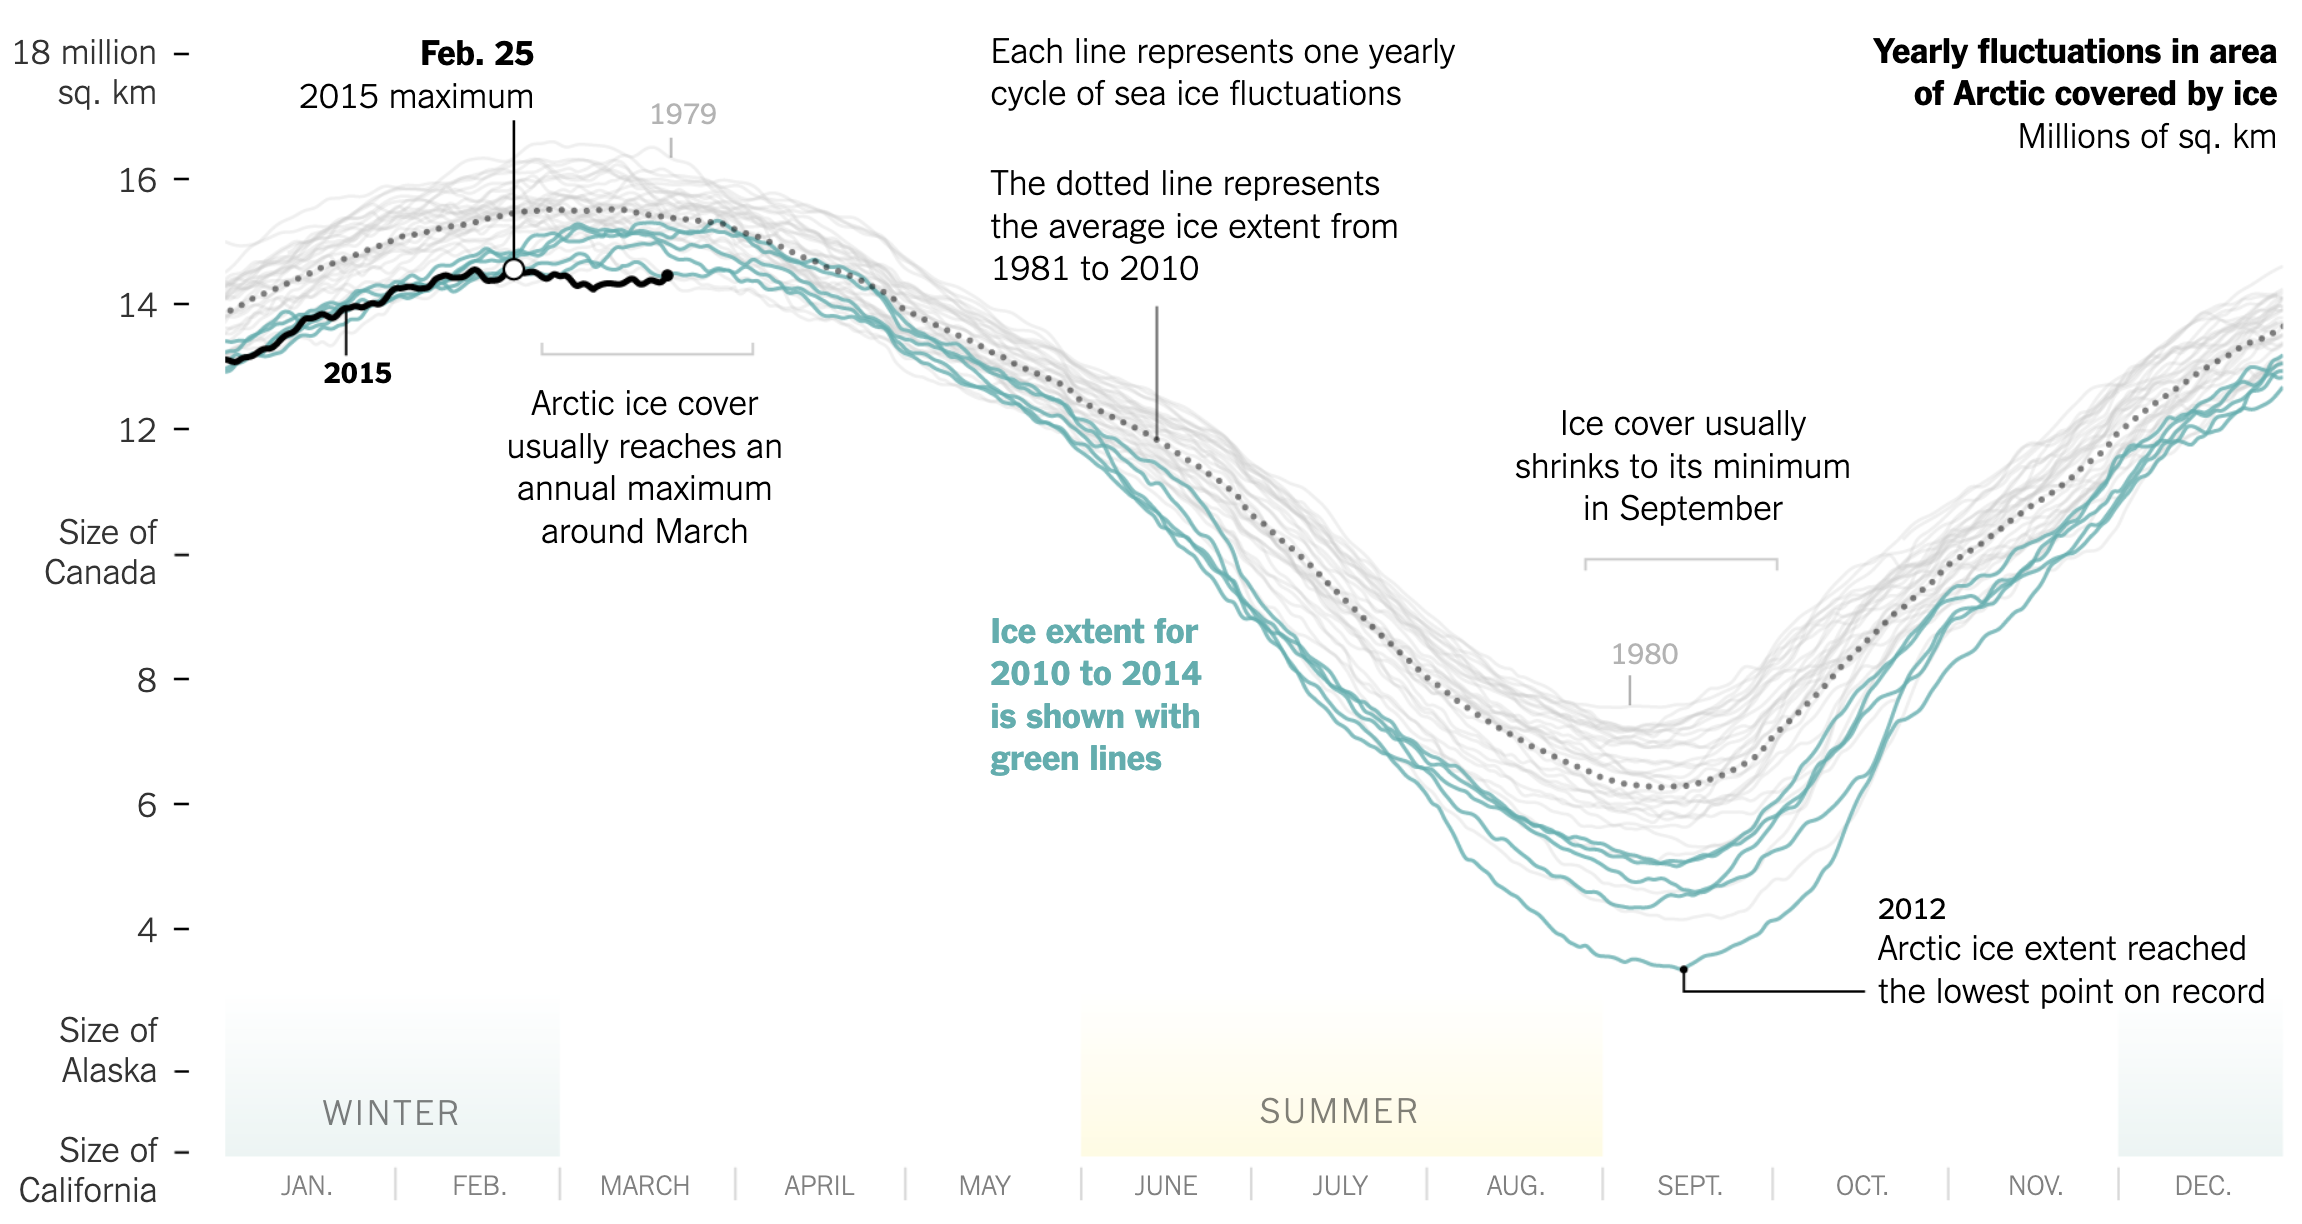 18 million
sq. km
16
14
12
Size of
Canada
8
6
4
Size of
Alaska
Size of
California
Feb. 25
2015 maximum
1979
2015
Arctic ice cover
usually reaches an
annual maximum
around March
Each line represents one yearly
cycle of sea ice fluctuations
The dotted line represents
the average ice extent from
1981 to 2010
Ice extent for
2010 to 2014
is shown with
green lines
Yearly fluctuations in area
of Arctic covered by ice
Millions of sq. km
Ice cover usually
shrinks to its minimum
in September
1980
2012
Arctic ice extent reached
the lowest point on record
WINTER
SUMMER
JAN.
FEB.
MARCH
APRIL
MAY
JUNE
JULY
AUG.
SEPT.
OCT.
NOV.
DEC.